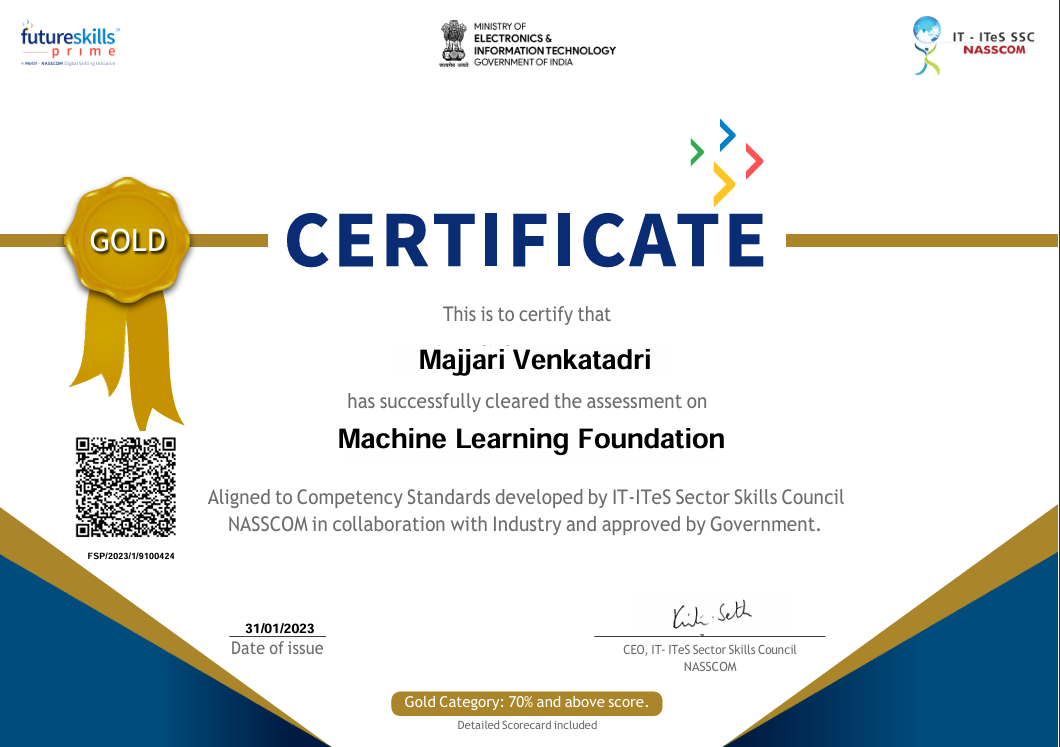 futureskills
prime
A MeitY - NASSCOM Digital Skilling Initiative
सत्यमेव जयते
MINISTRY OF
ELECTRONICS &
INFORMATION TECHNOLOGY
GOVERNMENT OF INDIA
IT - ITeS SSC
NASSCOM
GOLD
CERTIFICATE
This is to certify that
Majjari Venkatadri
has successfully cleared the assessment on
Machine Learning Foundation
Aligned to Competency Standards developed by IT-ITeS Sector Skills Council
NASSCOM in collaboration with Industry and approved by Government.
FSP/2023/1/9100424
31/01/2023
Date of issue
CEO, IT- ITeS Sector Skills Council
NASSCOM
Gold Category: 70% and above score.
Detailed Scorecard included